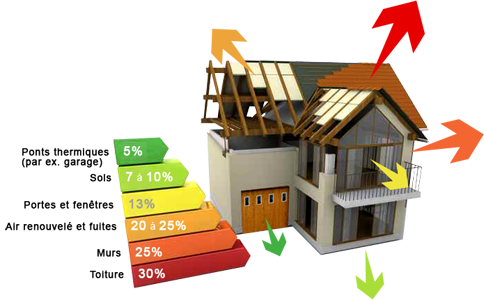 Ponts thermiques 5%
(par ex. garage)
Sols 7 à 10%
Portes et fenêtres 13%
Air renouvelé et fuites 20 à 25%
Murs 25%
Toiture 30%